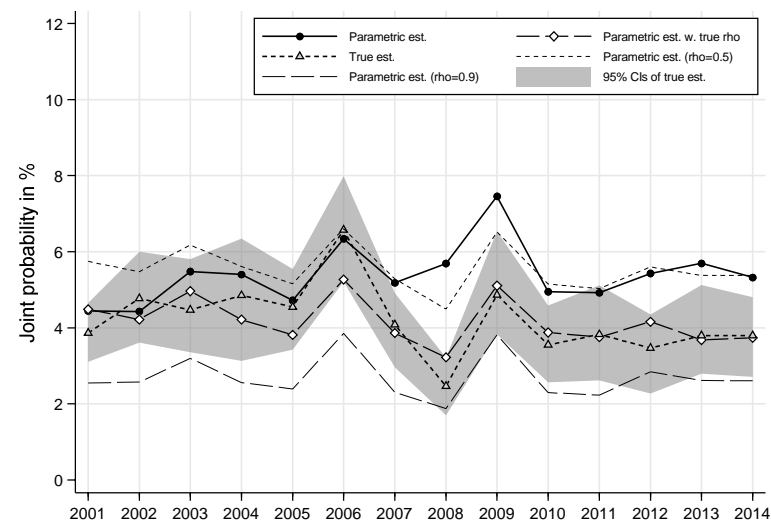 Parametric est.
Parametric est. w. true rho
True est.
Parametric est. (rho=0.5)
Parametric est. (rho=0.9)
95% CIs of true est.
Joint probability in %
12
10
8
6
4
2
0
2001 2002 2003 2004 2005 2006 2007 2008 2009 2010 2011 2012 2013 2014